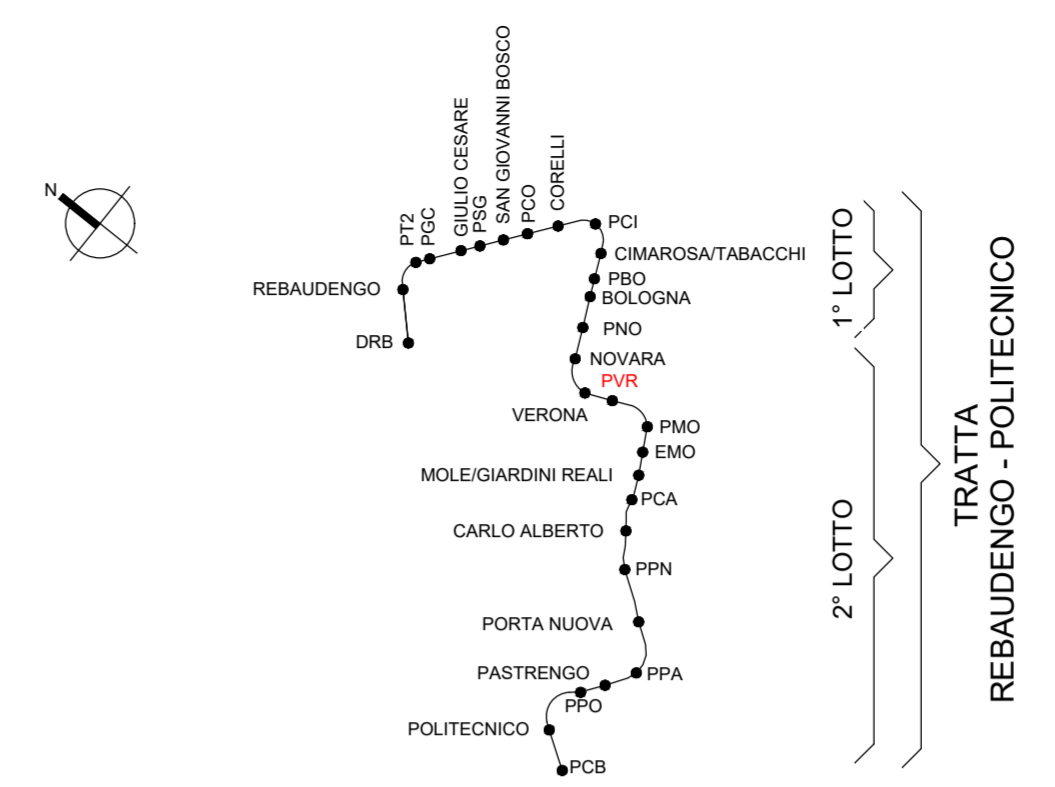 N
PT2
PGC
GIULIO CESARE
PSG
SAN GIOVANNI BOSCO
PCO
CORELLI
PCI
CIMAROSA/TABACCHI
REBAUDENGO
PBO
BOLOGNA
DRB
PNO
NOVARA
PVR
VERONA
PMO
EMO
MOLE/GIARDINI REALI
PCA
CARLO ALBERTO
PPN
PORTA NUOVA
PASTRENGO
PPA
PPO
POLITECNICO
PCB
1° LOTTO
2° LOTTO
TRATTA
REBAUDENGO - POLITECNICO